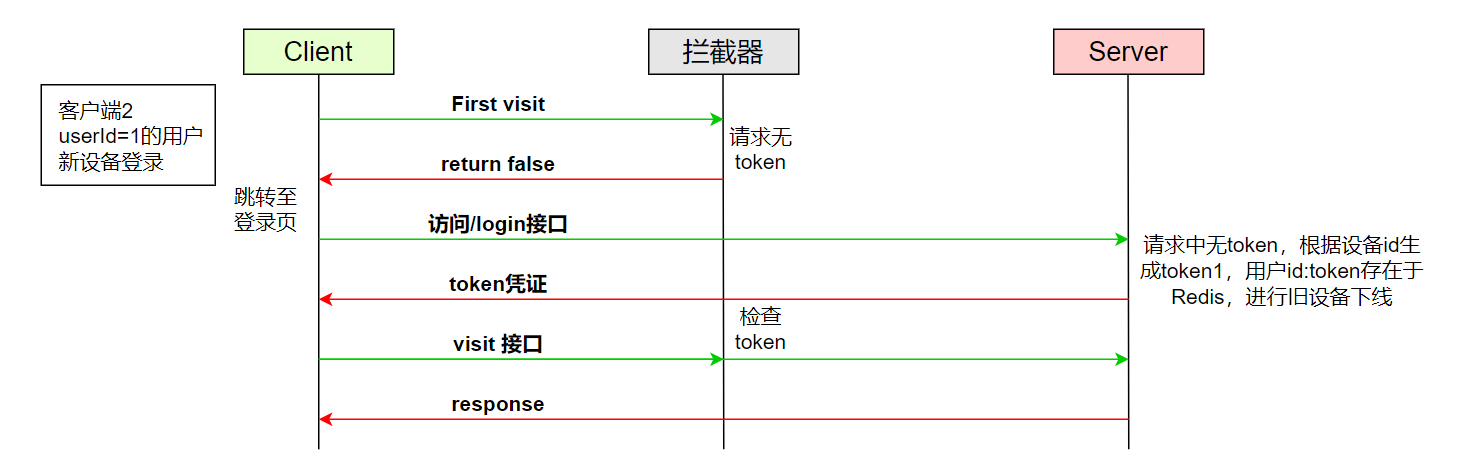 Client
拦截器
Server
客户端2
userId=1的用户
新设备登录
First visit
请求无
token
return false
跳转至
登录页
访问/login接口
请求中无token，根据设备id生
成token1，用户id:token存在于
Redis，进行旧设备下线
token凭证
检查
token
visit 接口
response